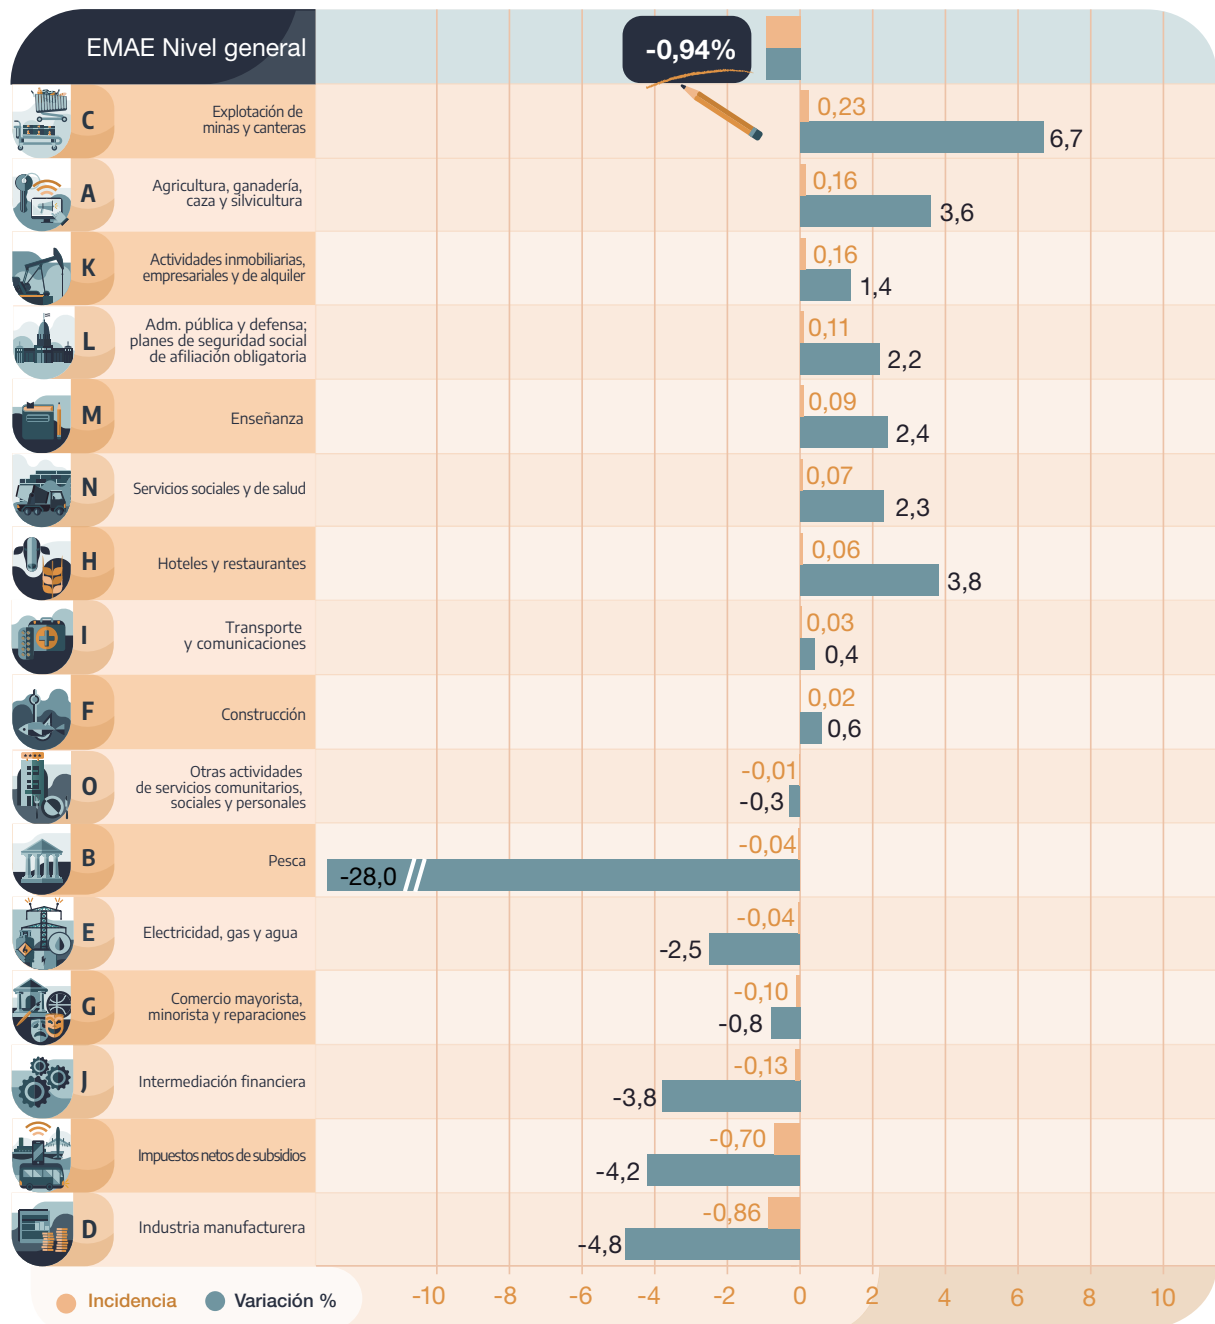 EMAE Nivel general
-0,94%
C
Explotación de
minas y canteras
0,23
6,7
A
Agricultura, ganadería,
caza y silvicultura
0,16
3,6
K
Actividades inmobiliarias,
empresariales y de alquiler
0,16
1,4
L
Adm. pública y defensa;
planes de seguridad social
de afiliación obligatoria
0,11
2,2
M
Enseñanza
0,09
2,4
N
Servicios sociales y de salud
0,07
2,3
H
Hoteles y restaurantes
0,06
3,8
I
Transporte
y comunicaciones
0,03
0,4
F
Construcción
0,02
0,6
O
Otras actividades
de servicios comunitarios,
sociales y personales
-0,01
-0,3
B
Pesca
-0,04
-28,0
E
Electricidad, gas y agua
-0,04
-2,5
G
Comercio mayorista,
minorista y reparaciones
-0,10
-0,8
J
Intermediación financiera
-0,13
-3,8
Impuestos netos de subsidios
-0,70
-4,2
D
Industria manufacturera
-0,86
-4,8
Incidencia
Variación %
-10 -8 -6 -4 -2 0 2 4 6 8 10